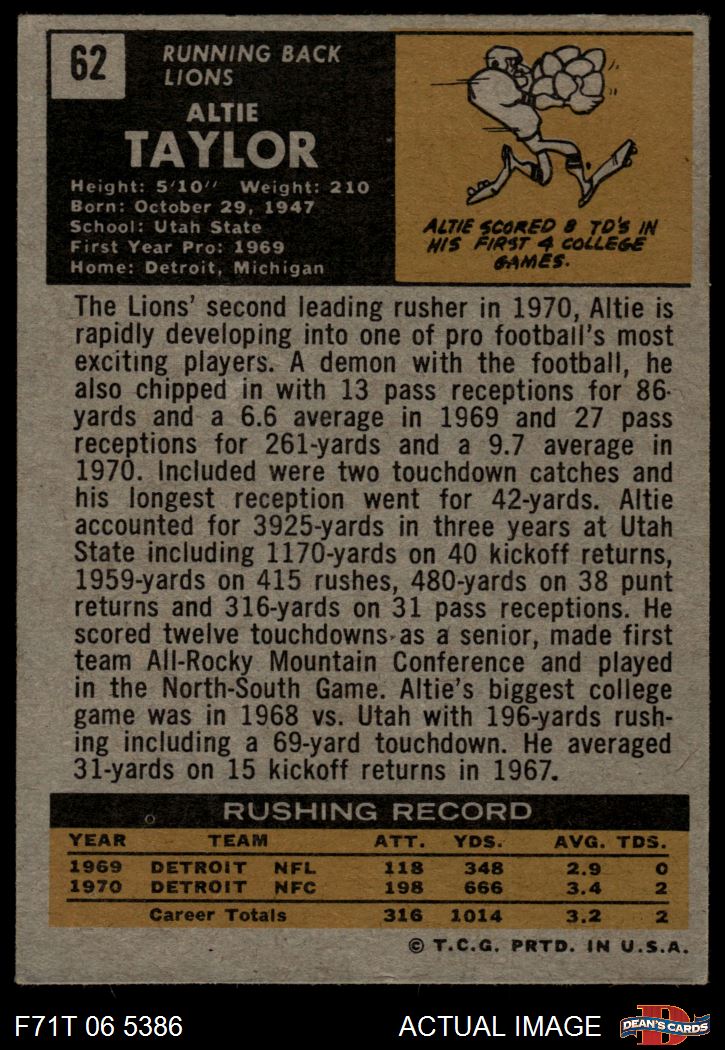 62
RUNNING BACK
LIONS
ALTIE
TAYLOR
Height: 5'10" Weight: 210
Born: October 29, 1947
School: Utah State
First Year Pro: 1969
Home: Detroit, Michigan
ALTIE SCORED 8 TD'S IN
HIS FIRST 4 COLLEGE
GAMES.
The Lions' second leading rusher in 1970, Altie is
rapidly developing into one of pro football's most
exciting players. A demon with the football, he
also chipped in with 13 pass receptions for 86-
yards and a 6.6 average in 1969 and 27 pass
receptions for 261-yards and a 9.7 average in
1970. Included were two touchdown catches and
his longest reception went for 42-yards. Altie
accounted for 3925-yards in three years at Utah
State including 1170-yards on 40 kickoff returns,
1959-yards on 415 rushes, 480-yards on 38 punt
returns and 316-yards on 31 pass receptions. He
scored twelve touchdowns as a senior, made first
team All-Rocky Mountain Conference and played
in the North-South Game. Altie's biggest college
game was in 1968 vs. Utah with 196-yards rush-
ing including a 69-yard touchdown. He averaged
31-yards on 15 kickoff returns in 1967.
RUSHING RECORD
YEAR TEAM ATT. YDS. AVG. TDS.
1969 DETROIT NFL 118 348 2.9 0
1970 DETROIT NFC 198 666 3.4 2
Career Totals 316 1014 3.2 2
© T.C.G. PRTD. IN U.S.A.
F71T 06 5386 ACTUAL IMAGE D DEAN'S CARDS